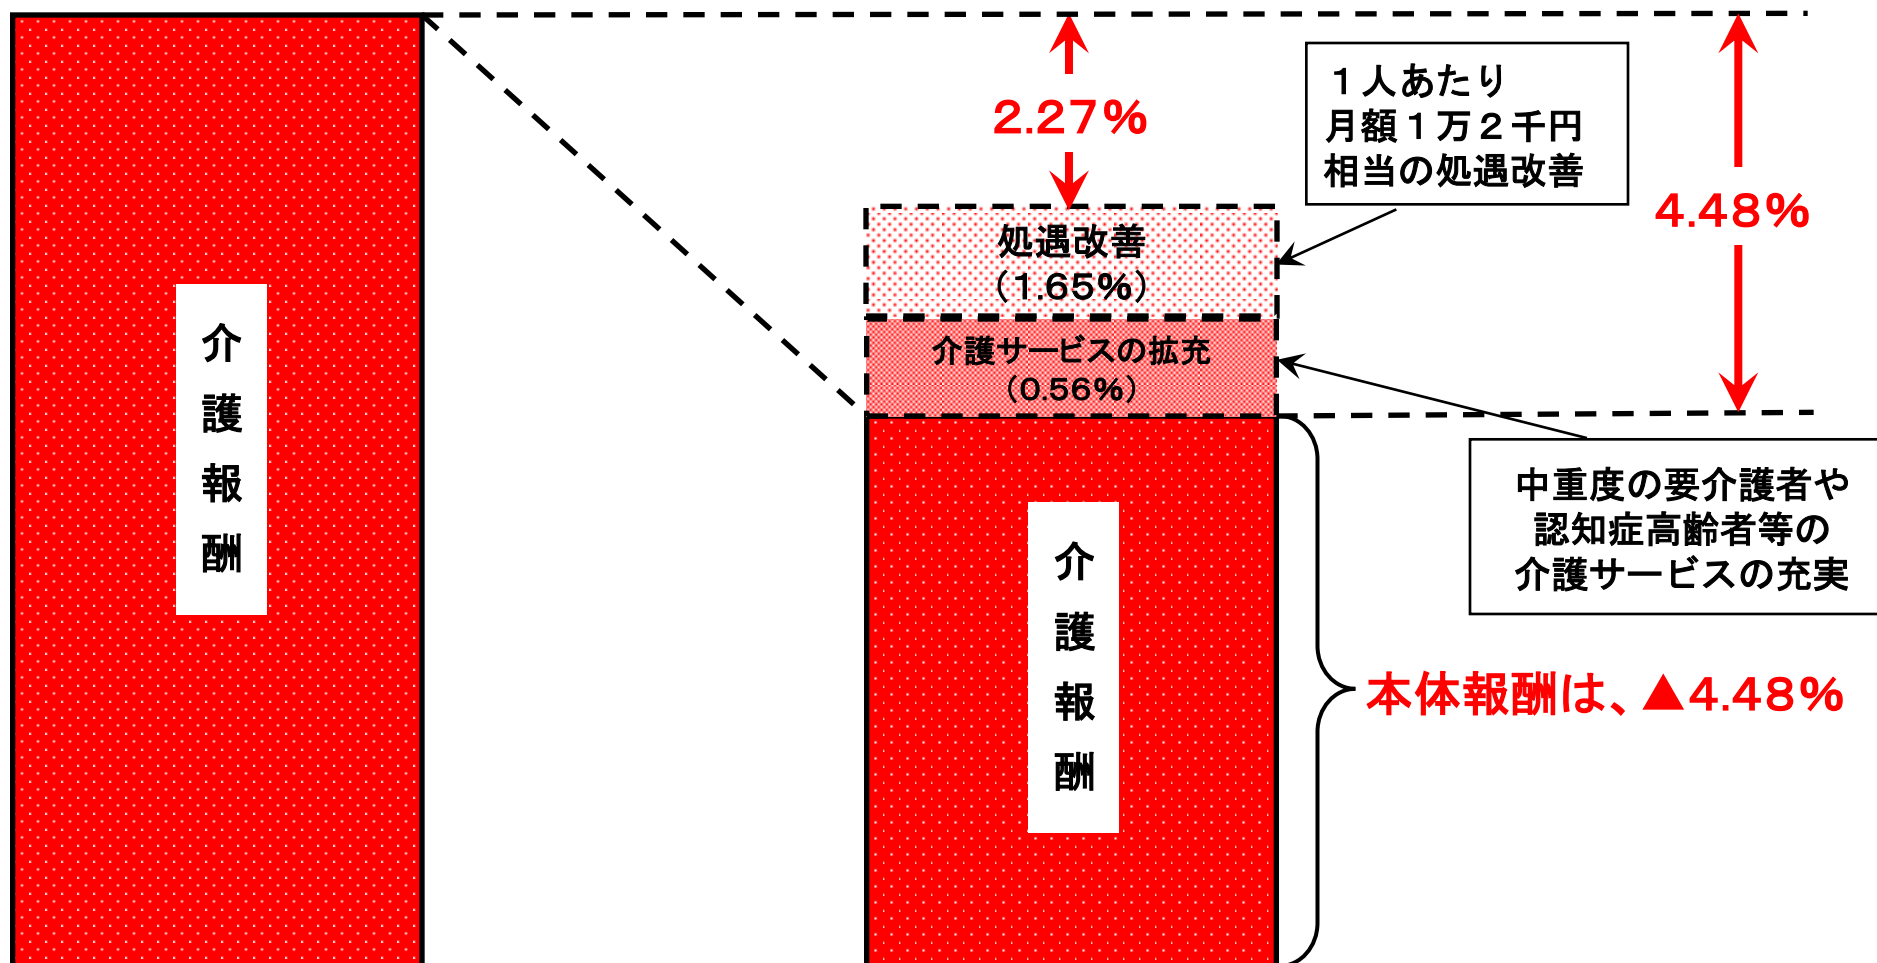 介護報酬
2.27%
処遇改善
(1.65%)
介護サービスの拡充
(0.56%)
介護報酬
１人あたり
月額１万２千円
相当の処遇改善
4.48%
中重度の要介護者や
認知症高齢者等の
介護サービスの充実
本体報酬は、▲4.48%